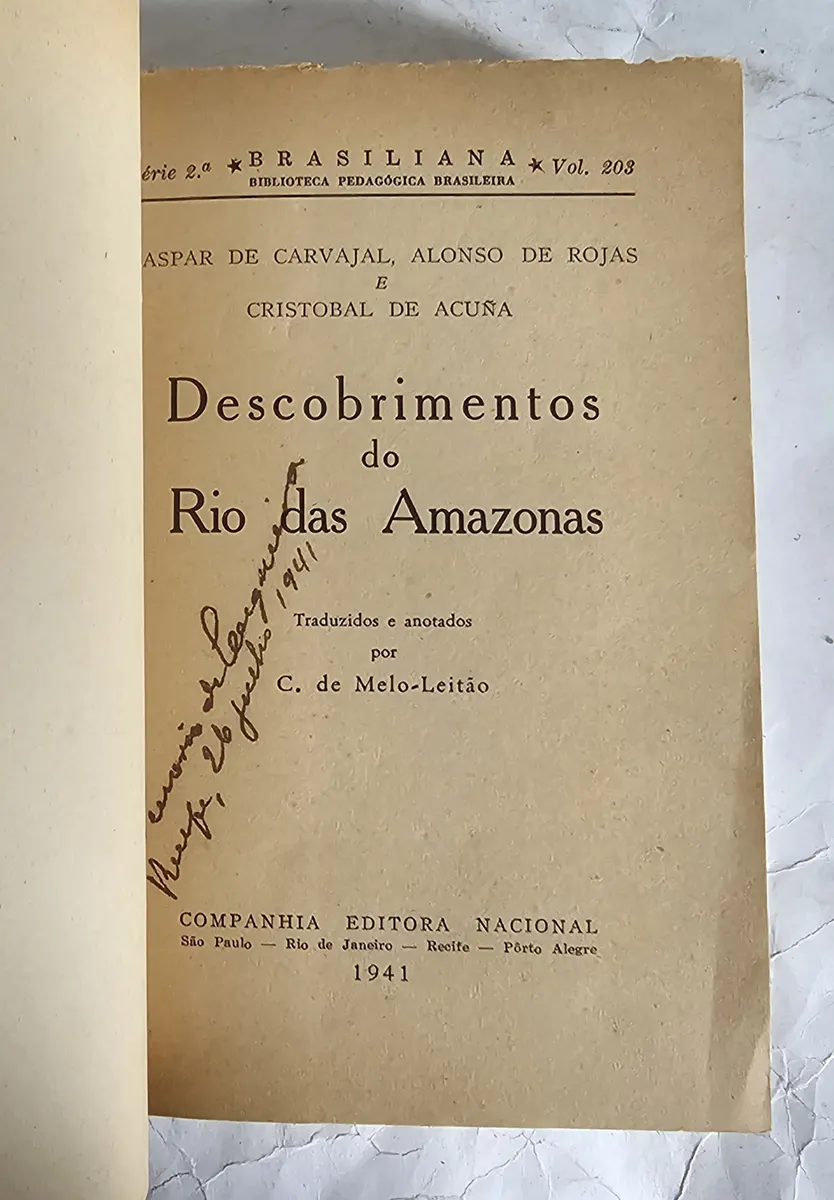 érie 2.ª ★ BRASILIANA ★ Vol. 203
BIBLIOTECA PEDAGÓGICA BRASILEIRA
ASPAR DE CARVAJAL, ALONSO DE ROJAS
E
CRISTOBAL DE ACUÑA
Descobrimentos
do
Rio das Amazonas
Traduzidos e anotados
por
C. de Melo-Leitão
de
Recife, 26 julho 1941
COMPANHIA EDITORA NACIONAL
São Paulo — Rio de Janeiro — Recife — Pôrto Alegre
1941